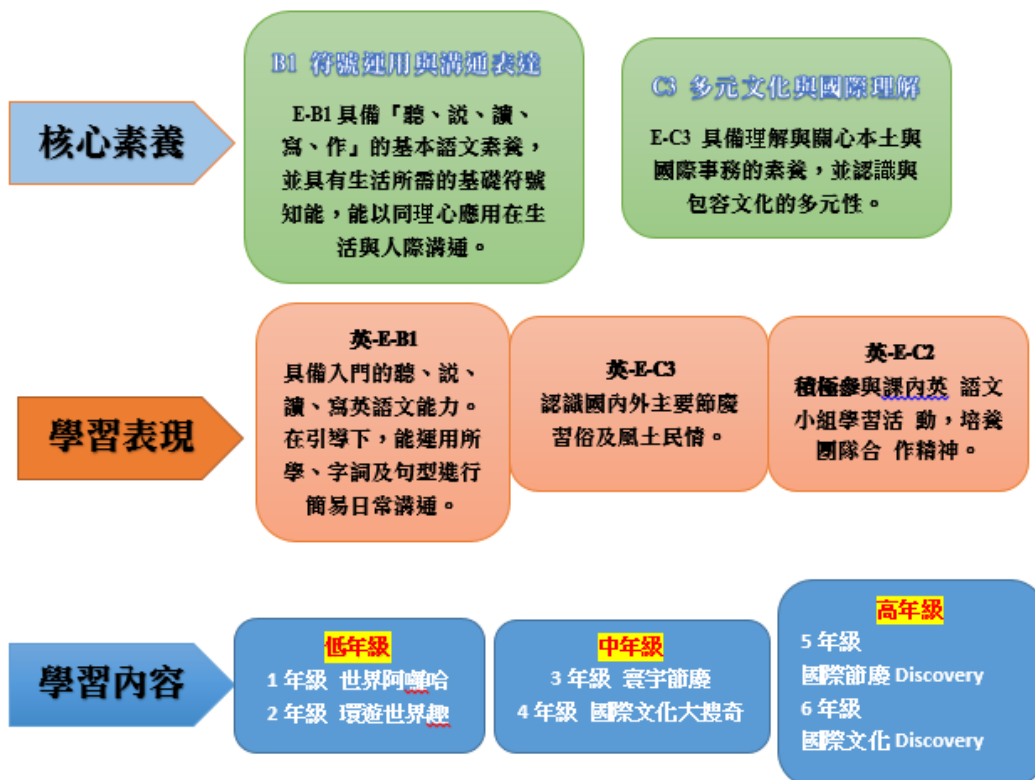 核心素養
B1 符號運用與溝通表達
E-B1 具備『聽、說、讀、
寫、作』的基本語文素養，
並具有生活所需的基礎符號
知能，能以同理心應用在生
活與人際溝通。
C3 多元文化與國際理解
E-C3 具備理解與關心本土與
國際事務的素養，並認識與
包容文化的多元性。
學習表現
英-E-B1
具備入門的聽、說、
讀、寫英語文能力。
在引導下，能運用所
學、字詞及句型進行
簡易日常溝通。
英-E-C3
認識國內外主要節慶
習俗及風土民情。
英-E-C2
積極參與課內英 語文
小組學習活 動，培養
團隊合 作精神。
學習內容
低年級
1 年級 世界阿囉哈
2 年級 環遊世界趣
中年級
3 年級 寰宇節慶
4 年級 國際文化大搜奇
高年級
5 年級
國際節慶 Discovery
6 年級
國際文化 Discovery